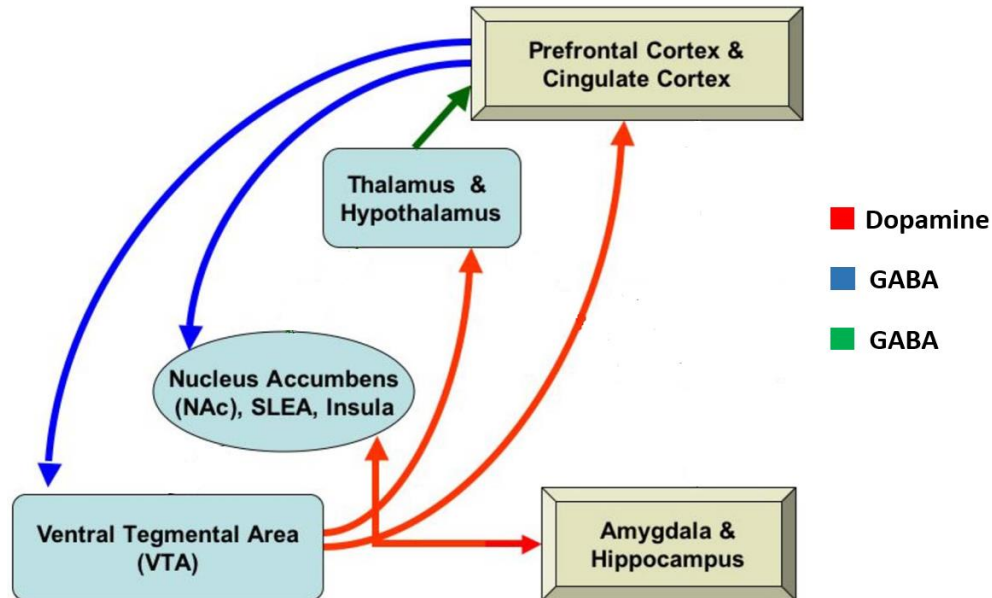 Prefrontal Cortex &
Cingulate Cortex
Thalamus &
Hypothalamus
Dopamine
GABA
GABA
Nucleus Accumbens
(NAc), SLEA, Insula
Ventral Tegmental Area
(VTA)
Amygdala &
Hippocampus